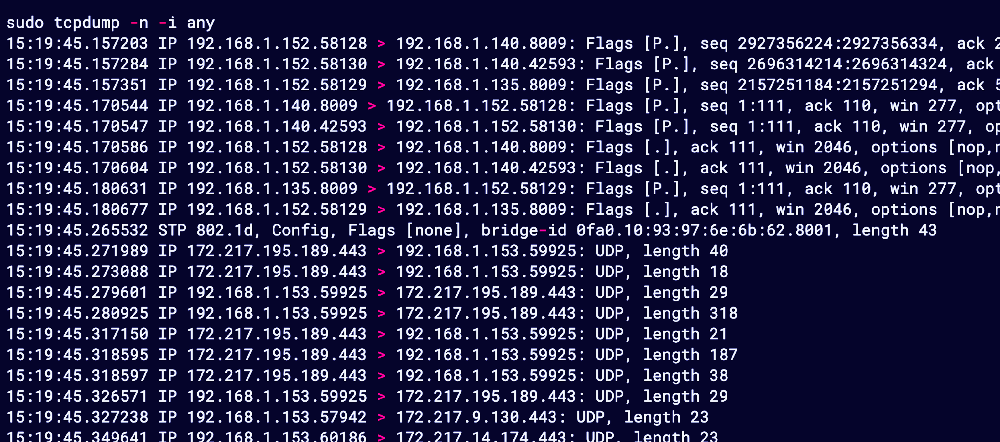 sudo tcpdump -n -i any
15:19:45.157203 IP 192.168.1.152.58128 > 192.168.1.140.8009: Flags [P.], seq 2927356224:2927356334, ack 2
15:19:45.157284 IP 192.168.1.152.58130 > 192.168.1.140.42593: Flags [P.], seq 2696314214:2696314324, ack
15:19:45.157351 IP 192.168.1.152.58129 > 192.168.1.135.8009: Flags [P.], seq 2157251184:2157251294, ack 5
15:19:45.170544 IP 192.168.1.140.8009 > 192.168.1.152.58128: Flags [P.], seq 1:111, ack 110, win 277, opt
15:19:45.170547 IP 192.168.1.140.42593 > 192.168.1.152.58130: Flags [P.], seq 1:111, ack 110, win 277, op
15:19:45.170586 IP 192.168.1.152.58128 > 192.168.1.140.8009: Flags [.], ack 111, win 2046, options [nop,n
15:19:45.170604 IP 192.168.1.152.58130 > 192.168.1.140.42593: Flags [.], ack 111, win 2046, options [nop,
15:19:45.180631 IP 192.168.1.135.8009 > 192.168.1.152.58129: Flags [P.], seq 1:111, ack 110, win 277, opt
15:19:45.180677 IP 192.168.1.152.58129 > 192.168.1.135.8009: Flags [.], ack 111, win 2046, options [nop,n
15:19:45.265532 STP 802.1d, Config, Flags [none], bridge-id 0fa0.10:93:97:6e:6b:62.8001, length 43
15:19:45.271989 IP 172.217.195.189.443 > 192.168.1.153.59925: UDP, length 40
15:19:45.273088 IP 172.217.195.189.443 > 192.168.1.153.59925: UDP, length 18
15:19:45.279601 IP 192.168.1.153.59925 > 172.217.195.189.443: UDP, length 29
15:19:45.280925 IP 192.168.1.153.59925 > 172.217.195.189.443: UDP, length 318
15:19:45.317150 IP 172.217.195.189.443 > 192.168.1.153.59925: UDP, length 21
15:19:45.318595 IP 172.217.195.189.443 > 192.168.1.153.59925: UDP, length 187
15:19:45.318597 IP 172.217.195.189.443 > 192.168.1.153.59925: UDP, length 38
15:19:45.326571 IP 192.168.1.153.59925 > 172.217.195.189.443: UDP, length 29
15:19:45.327238 IP 192.168.1.153.57942 > 172.217.9.130.443: UDP, length 23
15:19:45.349641 IP 192.168.1.153.60186 > 172.217.14.174.443: UDP, length 23